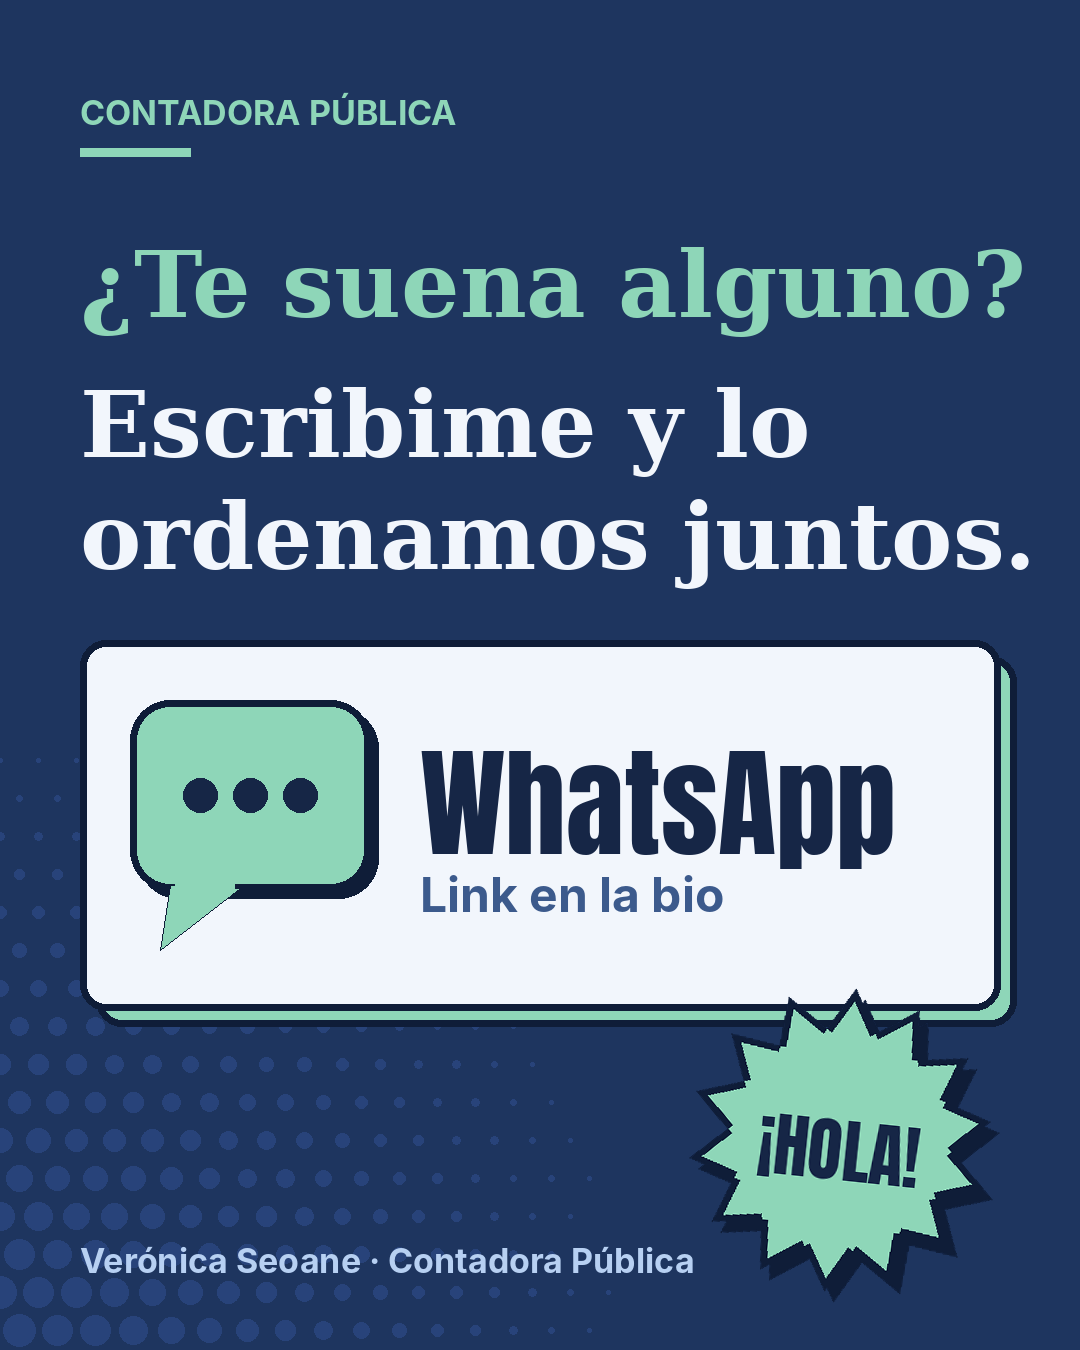 CONTADORA PÚBLICA
¿Te suena alguno?
Escribime y lo
ordenamos juntos.
WhatsApp
Link en la bio
¡HOLA!
Verónica Seoane · Contadora Pública